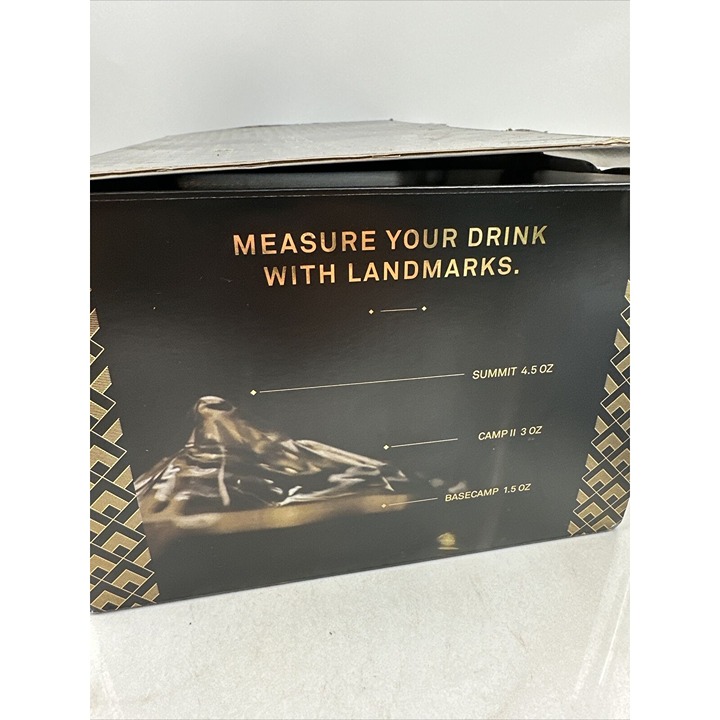 MEASURE YOUR DRINK
WITH LANDMARKS.
SUMMIT 4.5 OZ
CAMP II 3 OZ
BASECAMP 1.5 OZ